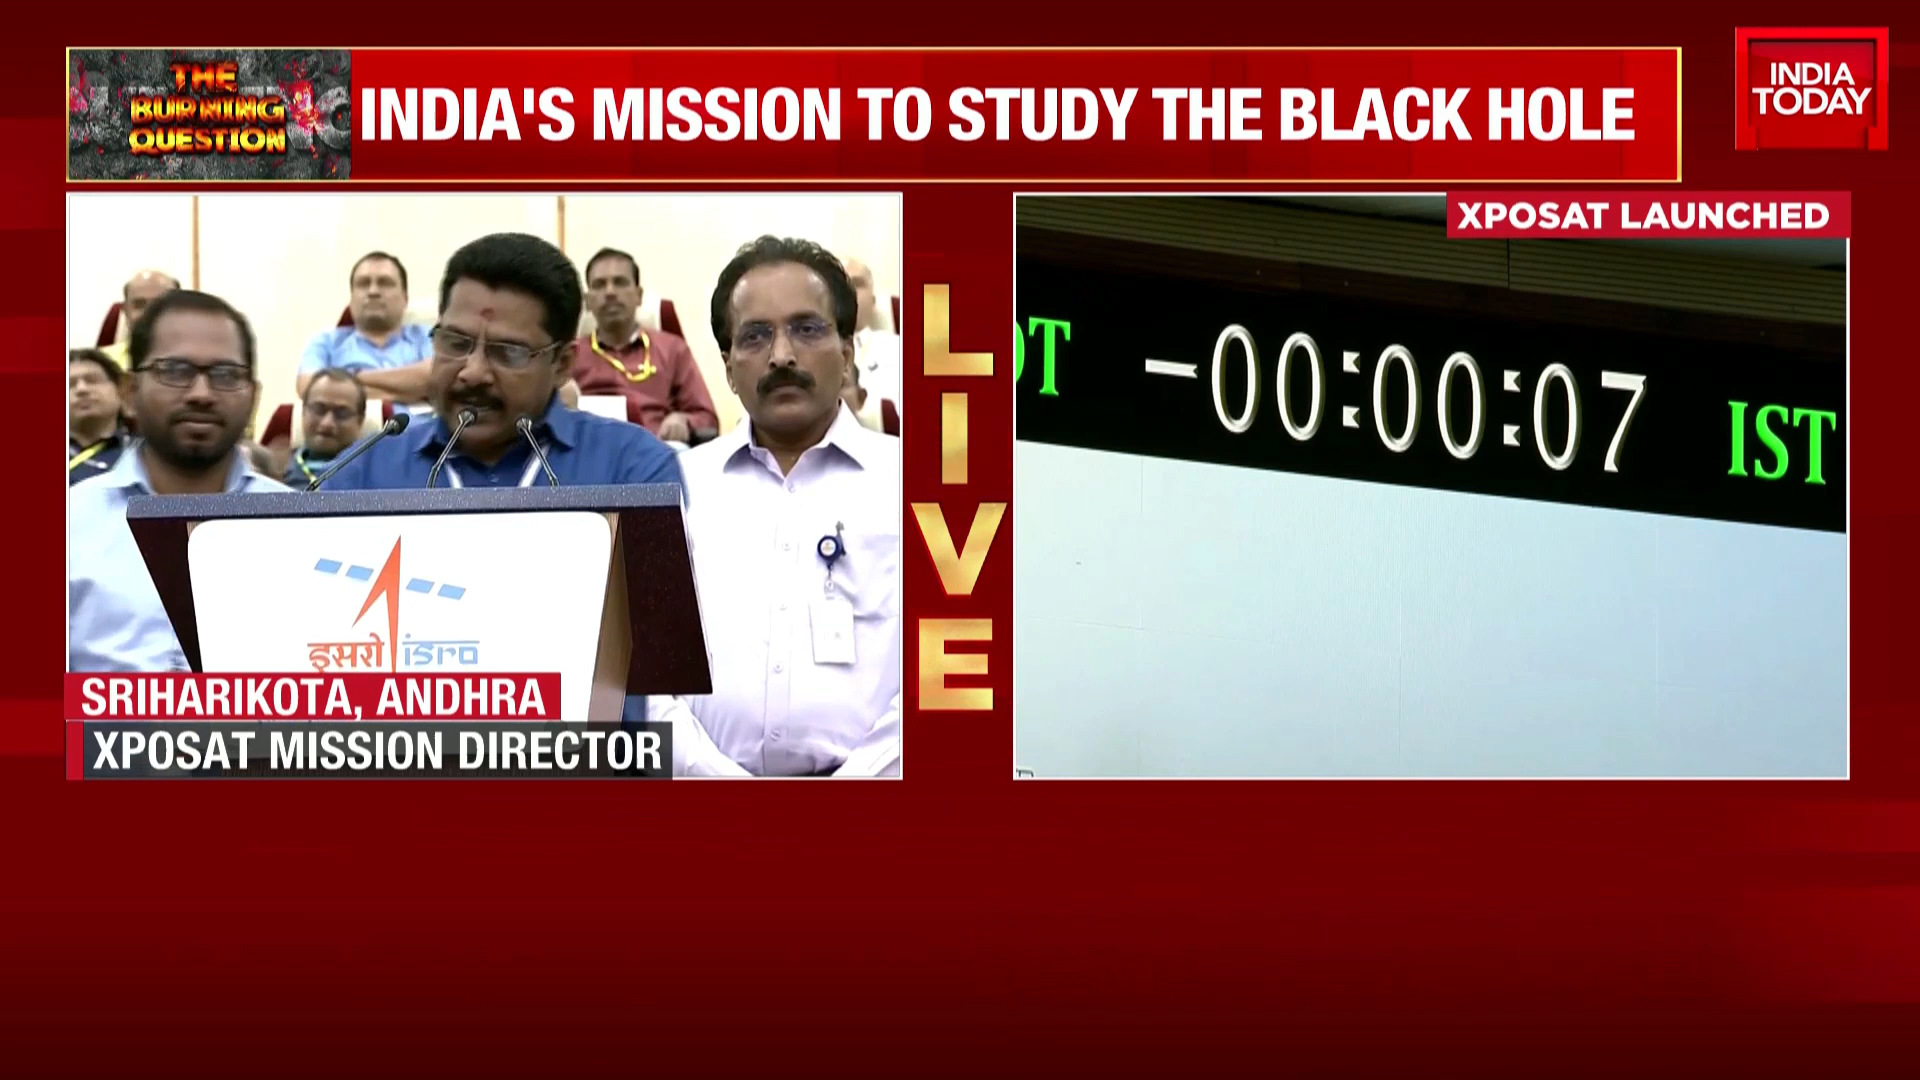 THE
BURNING
QUESTION
INDIA'S MISSION TO STUDY THE BLACK HOLE
INDIA
TODAY
XPOSAT LAUNCHED
-00:00:07
IST
LIVE
इसरो isro
SRIHARIKOTA, ANDHRA
XPOSAT MISSION DIRECTOR